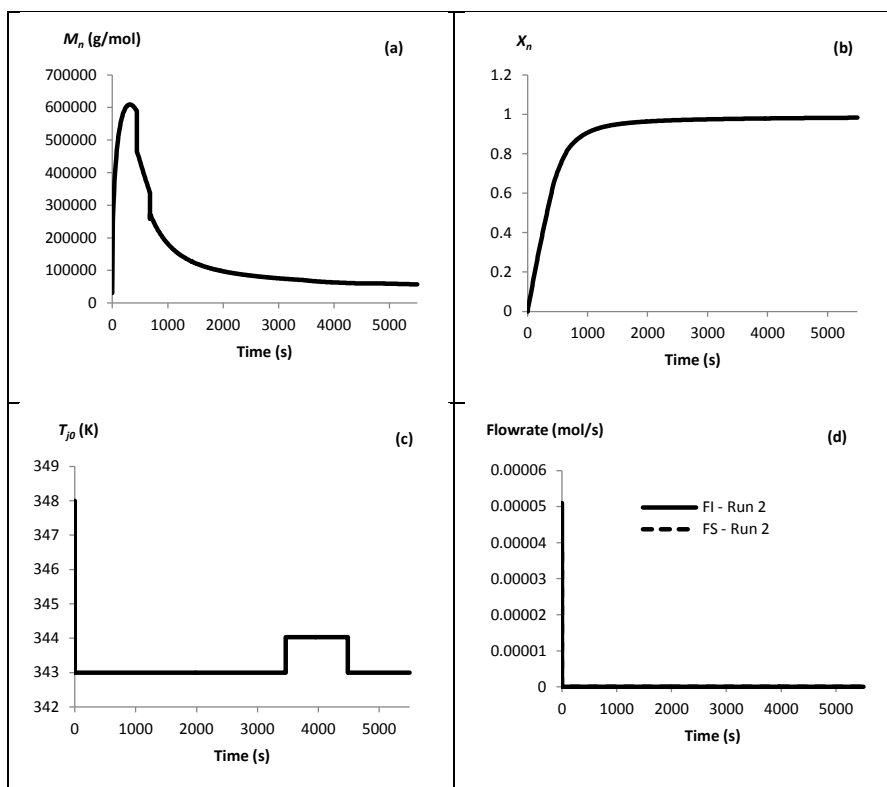 Mn (g/mol)
(a)
700000
600000
500000
400000
300000
200000
100000
0
0 1000 2000 3000 4000 5000
Time (s)
Xn
(b)
1.2
1
0.8
0.6
0.4
0.2
0
0 1000 2000 3000 4000 5000
Time (s)
Tj0 (K)
(c)
349
348
347
346
345
344
343
342
0 1000 2000 3000 4000 5000
Time (s)
Flowrate (mol/s)
(d)
0.00006
0.00005
0.00004
0.00003
0.00002
0.00001
0
FI - Run 2
FS - Run 2
0 1000 2000 3000 4000 5000
Time (s)